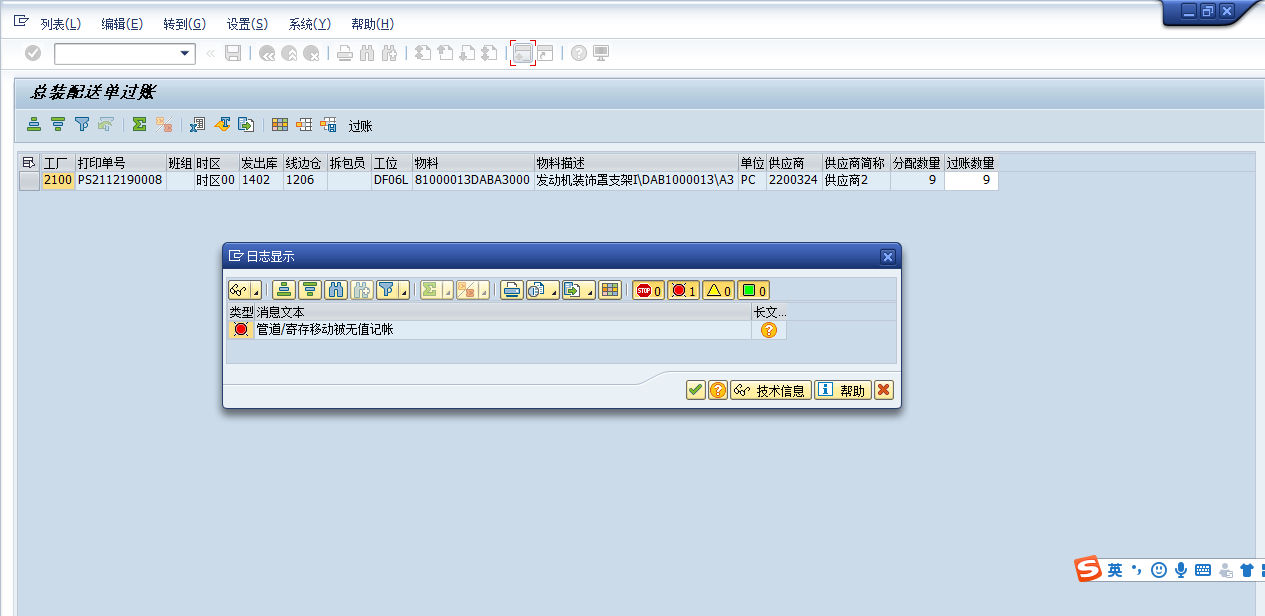 列表(L) 编辑(E) 转到(G) 设置(S) 系统(Y) 帮助(H)
总装配送单过账
过账
工厂 打印单号 班组 时区 发出库 线边仓 拆包员 工位 物料 物料描述 单位 供应商 供应商简称 分配数量 过账数量
2100 PS2112190008 时区00 1402 1206 DF06L 81000013DABA3000 发动机装饰罩支架I\DAB1000013\A3 PC 2200324 供应商2 9 9
日志显示
STOP 0 1 0 0
类型 消息文本 长文...
管道/寄存移动被无值记帐
技术信息 帮助
英